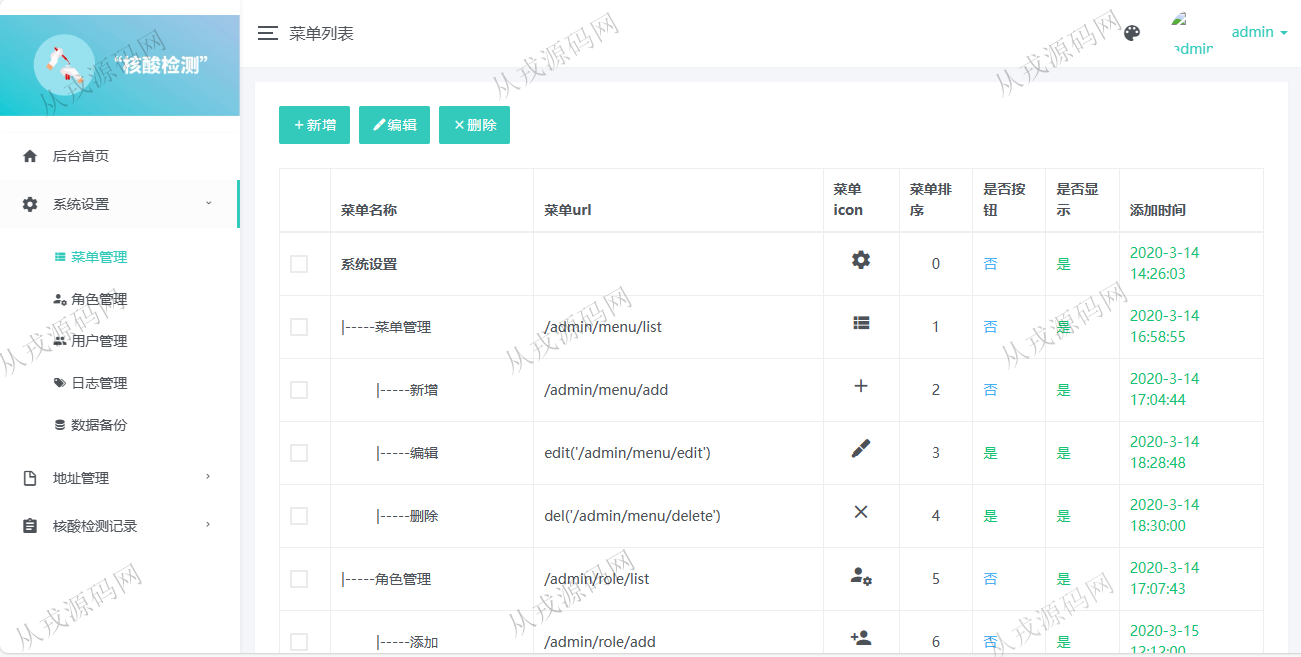 “核酸检测”
菜单列表
admin
admin
+新增
编辑
×删除
后台首页
系统设置
菜单管理
角色管理
用户管理
日志管理
数据备份
地址管理
核酸检测记录
菜单名称 菜单url 菜单icon 菜单排序 是否按钮 是否显示 添加时间
系统设置 0 否 是 2020-3-14 14:26:03
|-----菜单管理 /admin/menu/list 1 否 是 2020-3-14 16:58:55
|-----新增 /admin/menu/add 2 否 是 2020-3-14 17:04:44
|-----编辑 edit('/admin/menu/edit') 3 是 是 2020-3-14 18:28:48
|-----删除 del('/admin/menu/delete') 4 是 是 2020-3-14 18:30:00
|-----角色管理 /admin/role/list 5 否 是 2020-3-14 17:07:43
|-----添加 /admin/role/add 6 否 是 2020-3-15 12:12:00
从戎源码网
从戎源码网
从戎源码网
从戎源码网
从戎源码网
从戎源码网
从戎源码网
从戎源码网
从戎源码网